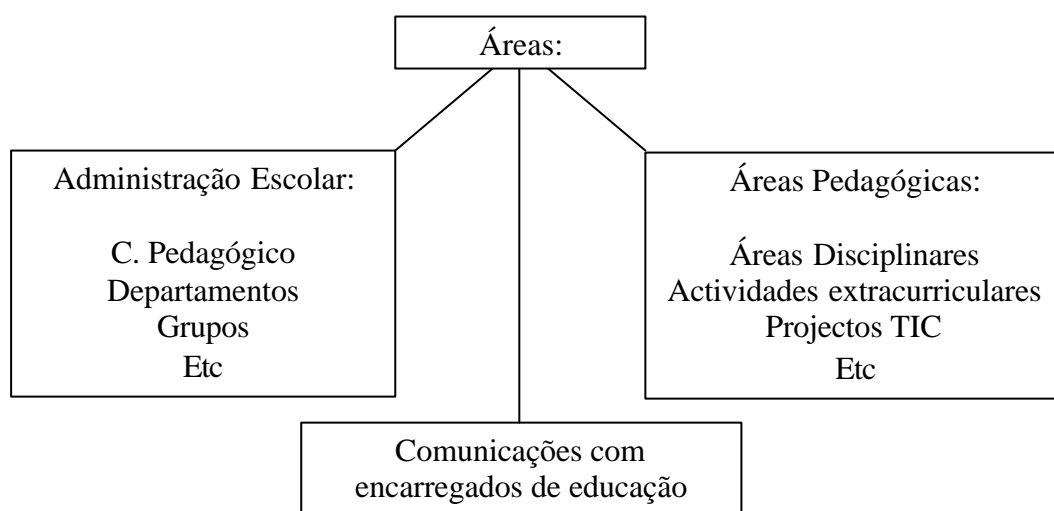 Áreas:
Administração Escolar:
C. Pedagógico
Departamentos
Grupos
Etc
Áreas Pedagógicas:
Áreas Disciplinares
Actividades extracurriculares
Projectos TIC
Etc
Comunicações com
encarregados de educação